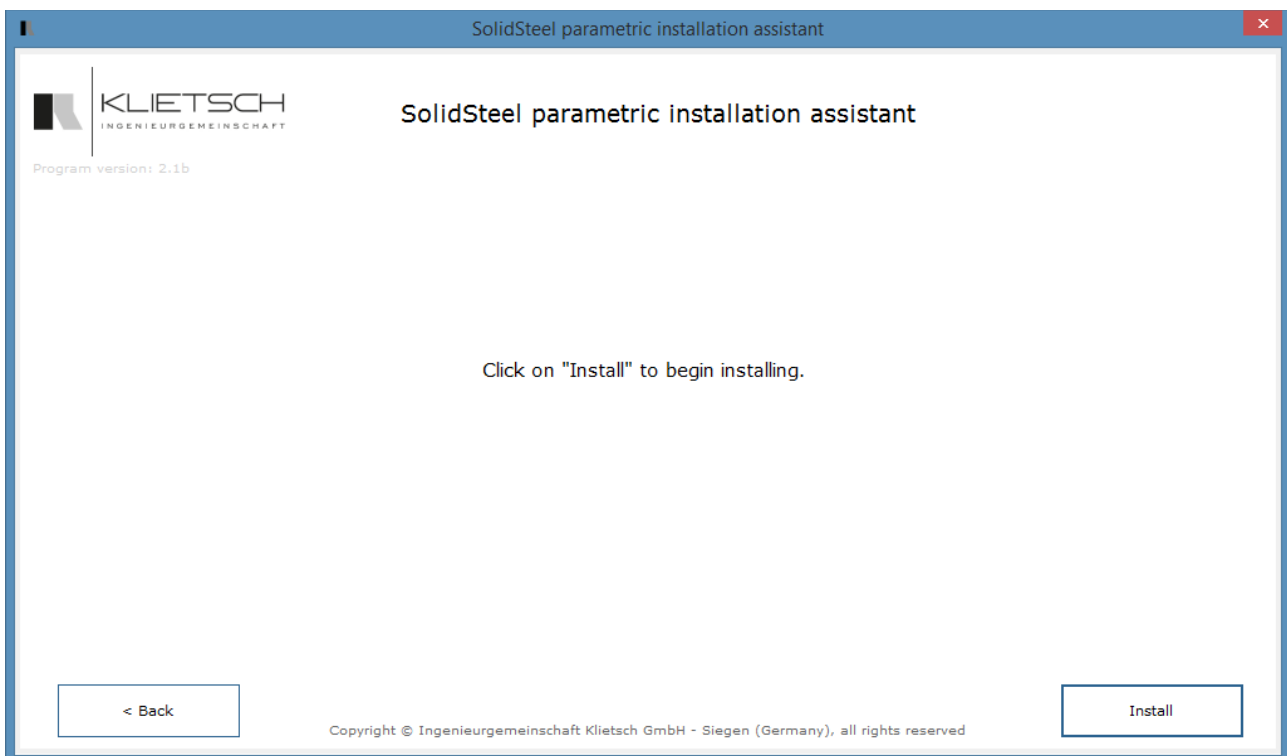 SolidSteel parametric installation assistant
×
KLIETSCH
INGENIEURGEMEINSCHAFT
SolidSteel parametric installation assistant
Program version: 2.1b
Click on "Install" to begin installing.
< Back
Install
Copyright © Ingenieurgemeinschaft Klietsch GmbH - Siegen (Germany), all rights reserved